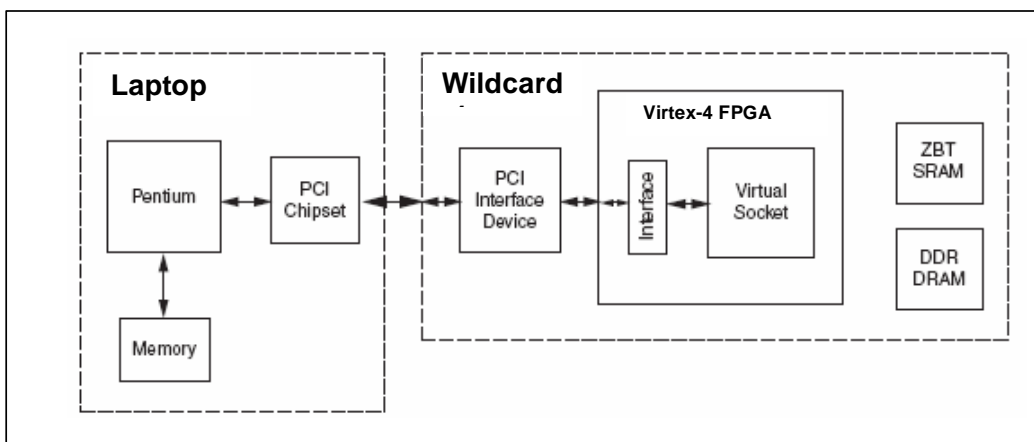 Laptop
Wildcard
Virtex-4 FPGA
Pentium
PCI
Chipset
Memory
PCI
Interface
Device
Interface
Virtual
Socket
ZBT
SRAM
DDR
DRAM